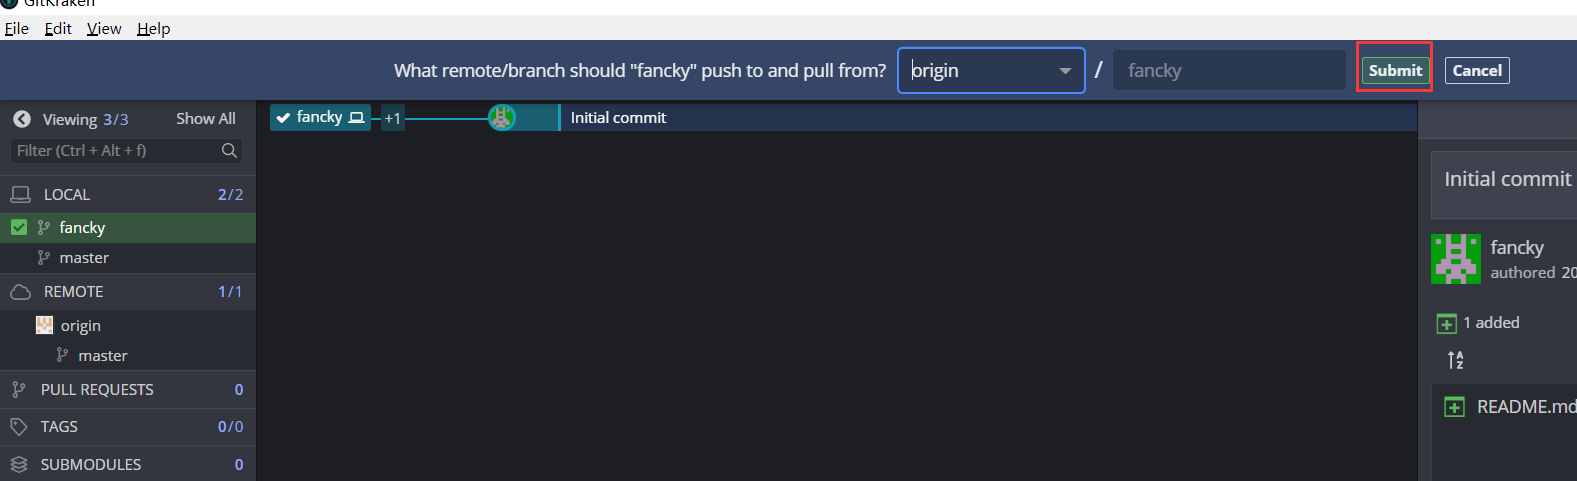 GitKraken
File Edit View Help
What remote/branch should "fancky" push to and pull from? origin / fancky Submit Cancel
Viewing 3/3 Show All
fancky +1 Initial commit
Filter (Ctrl + Alt + f)
LOCAL 2/2
fancky
master
REMOTE 1/1
origin
master
PULL REQUESTS 0
TAGS 0/0
SUBMODULES 0
Initial commit
fancky
authored 20
1 added
A
Z
README.md